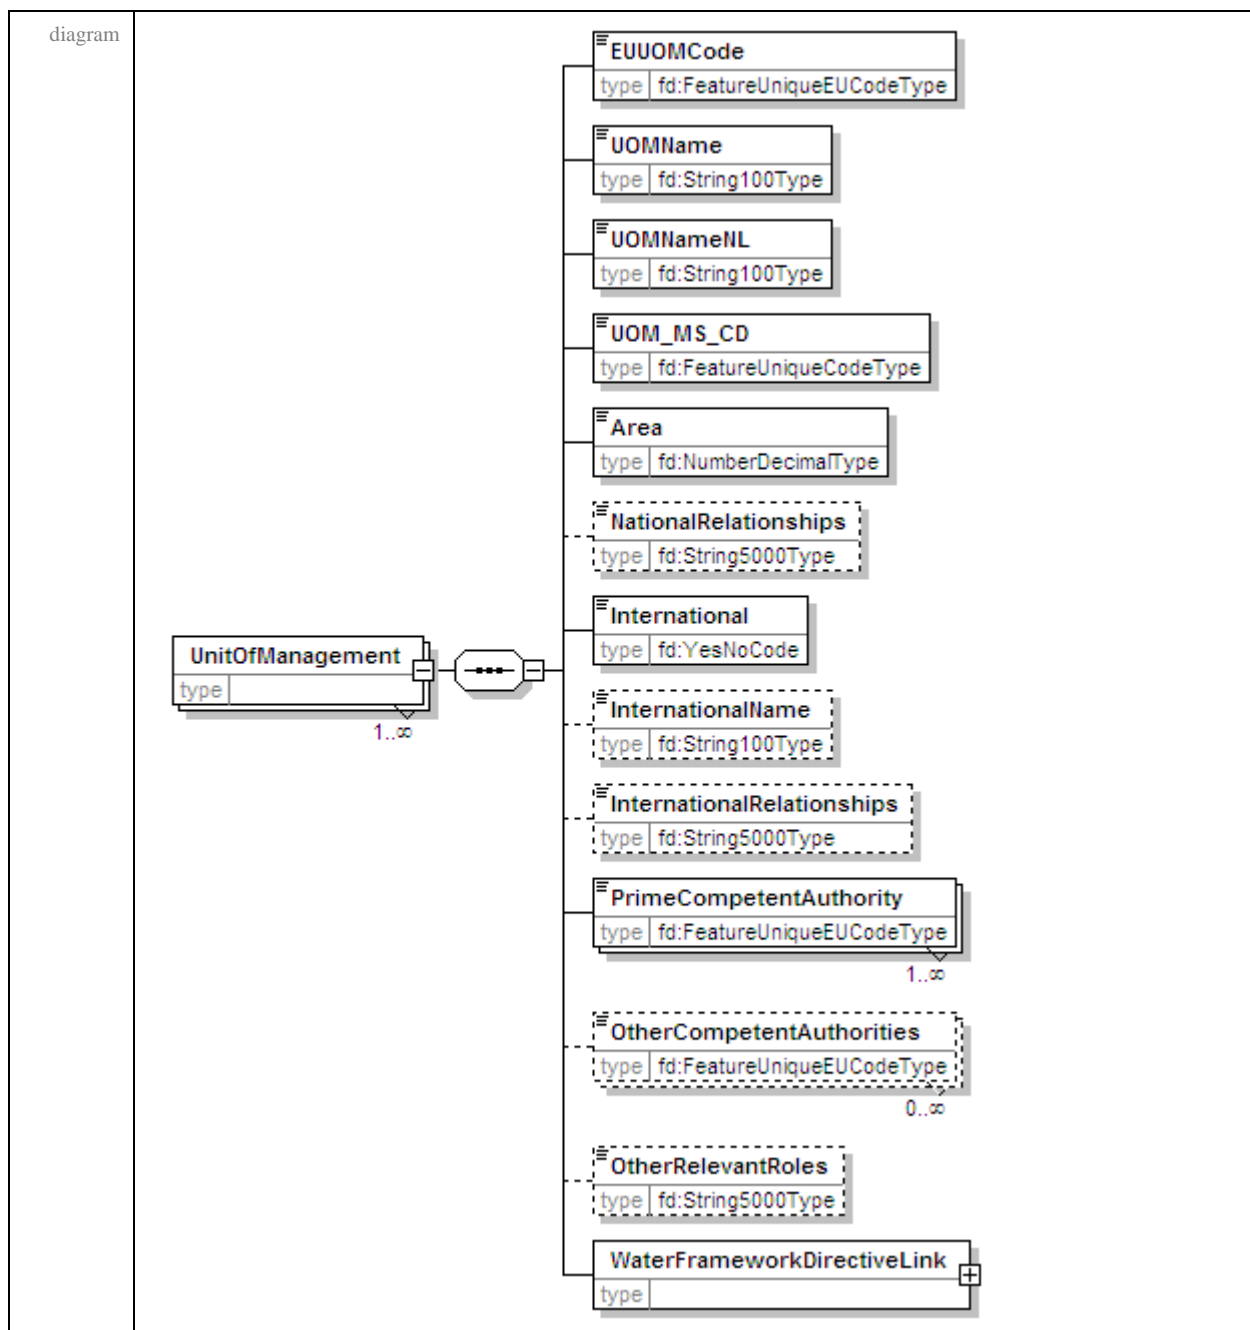 diagram
EUUOMCode
type fd:FeatureUniqueEUCodeType
UOMName
type fd:String100Type
UOMNameNL
type fd:String100Type
UOM_MS_CD
type fd:FeatureUniqueCodeType
Area
type fd:NumberDecimalType
NationalRelationships
type fd:String5000Type
International
type fd:YesNoCode
UnitOfManagement
type
1..∞
InternationalName
type fd:String100Type
InternationalRelationships
type fd:String5000Type
PrimeCompetentAuthority
type fd:FeatureUniqueEUCodeType
1..∞
OtherCompetentAuthorities
type fd:FeatureUniqueEUCodeType
0..∞
OtherRelevantRoles
type fd:String5000Type
WaterFrameworkDirectiveLink
type